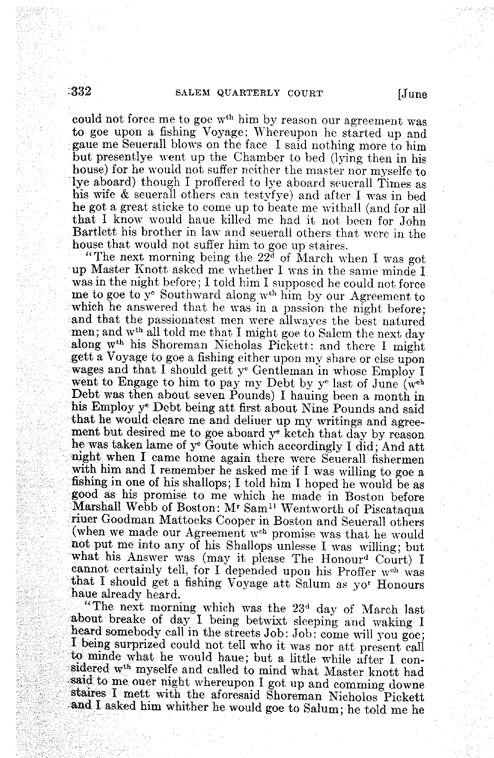 332 SALEM QUARTERLY COURT [June
could not force me to goe wth him by reason our agreement was
to goe upon a fishing Voyage; Whereupon he started up and
gaue me Seuerall blows on the face I said nothing more to him
but presentlye went up the Chamber to bed (lying then in his
house) for he would not suffer neither the master nor myselfe to
lye aboard) though I proffered to lye aboard seuerall Times as
his wife & seuerall others can testyfye) and after I was in bed
he got a great sticke to come up to beate me withall (and for all
that I know would haue killed me had it not been for John
Bartlett his brother in law and seuerall others that were in the
house that would not suffer him to goe up staires.
"The next morning being the 22d of March when I was got
up Master Knott asked me whether I was in the same minde I
was in the night before; I told him I supposed he could not force
me to goe to ye Southward along wth him by our Agreement to
which he answered that he was in a passion the night before;
and that the passionatest men were allwayes the best natured
men; and wth all told me that I might goe to Salem the next day
along wth his Shoreman Nicholas Pickett: and there I might
gett a Voyage to goe a fishing either upon my share or else upon
wages and that I should gett ye Gentleman in whose Employ I
went to Engage to him to pay my Debt by ye last of June (wch
Debt was then about seven Pounds) I hauing been a month in
his Employ ye Debt being att first about Nine Pounds and said
that he would cleare me and deliuer up my writings and agree-
ment but desired me to goe aboard ye ketch that day by reason
he was taken lame of ye Goute which accordingly I did; And att
night when I came home again there were Seuerall fishermen
with him and I remember he asked me if I was willing to goe a
fishing in one of his shallops; I told him I hoped he would be as
good as his promise to me which he made in Boston before
Marshall Webb of Boston: Mr Samll Wentworth of Piscataqua
riuer Goodman Mattocks Cooper in Boston and Seuerall others
(when we made our Agreement wch promise was that he would
not put me into any of his Shallops unlesse I was willing; but
what his Answer was (may it please The Honourd Court) I
cannot certainly tell, for I depended upon his Proffer wch was
that I should get a fishing Voyage att Salum as yor Honours
haue already heard.
"The next morning which was the 23d day of March last
about breake of day I being betwixt sleeping and waking I
heard somebody call in the streets Job: Job: come will you goe;
I being surprized could not tell who it was nor att present call
to minde what he would haue; but a little while after I con-
sidered wth myselfe and called to mind what Master knott had
said to me ouer night whereupon I got up and comming downe
staires I mett with the aforesaid Shoreman Nicholos Pickett
and I asked him whither he would goe to Salum; he told me he